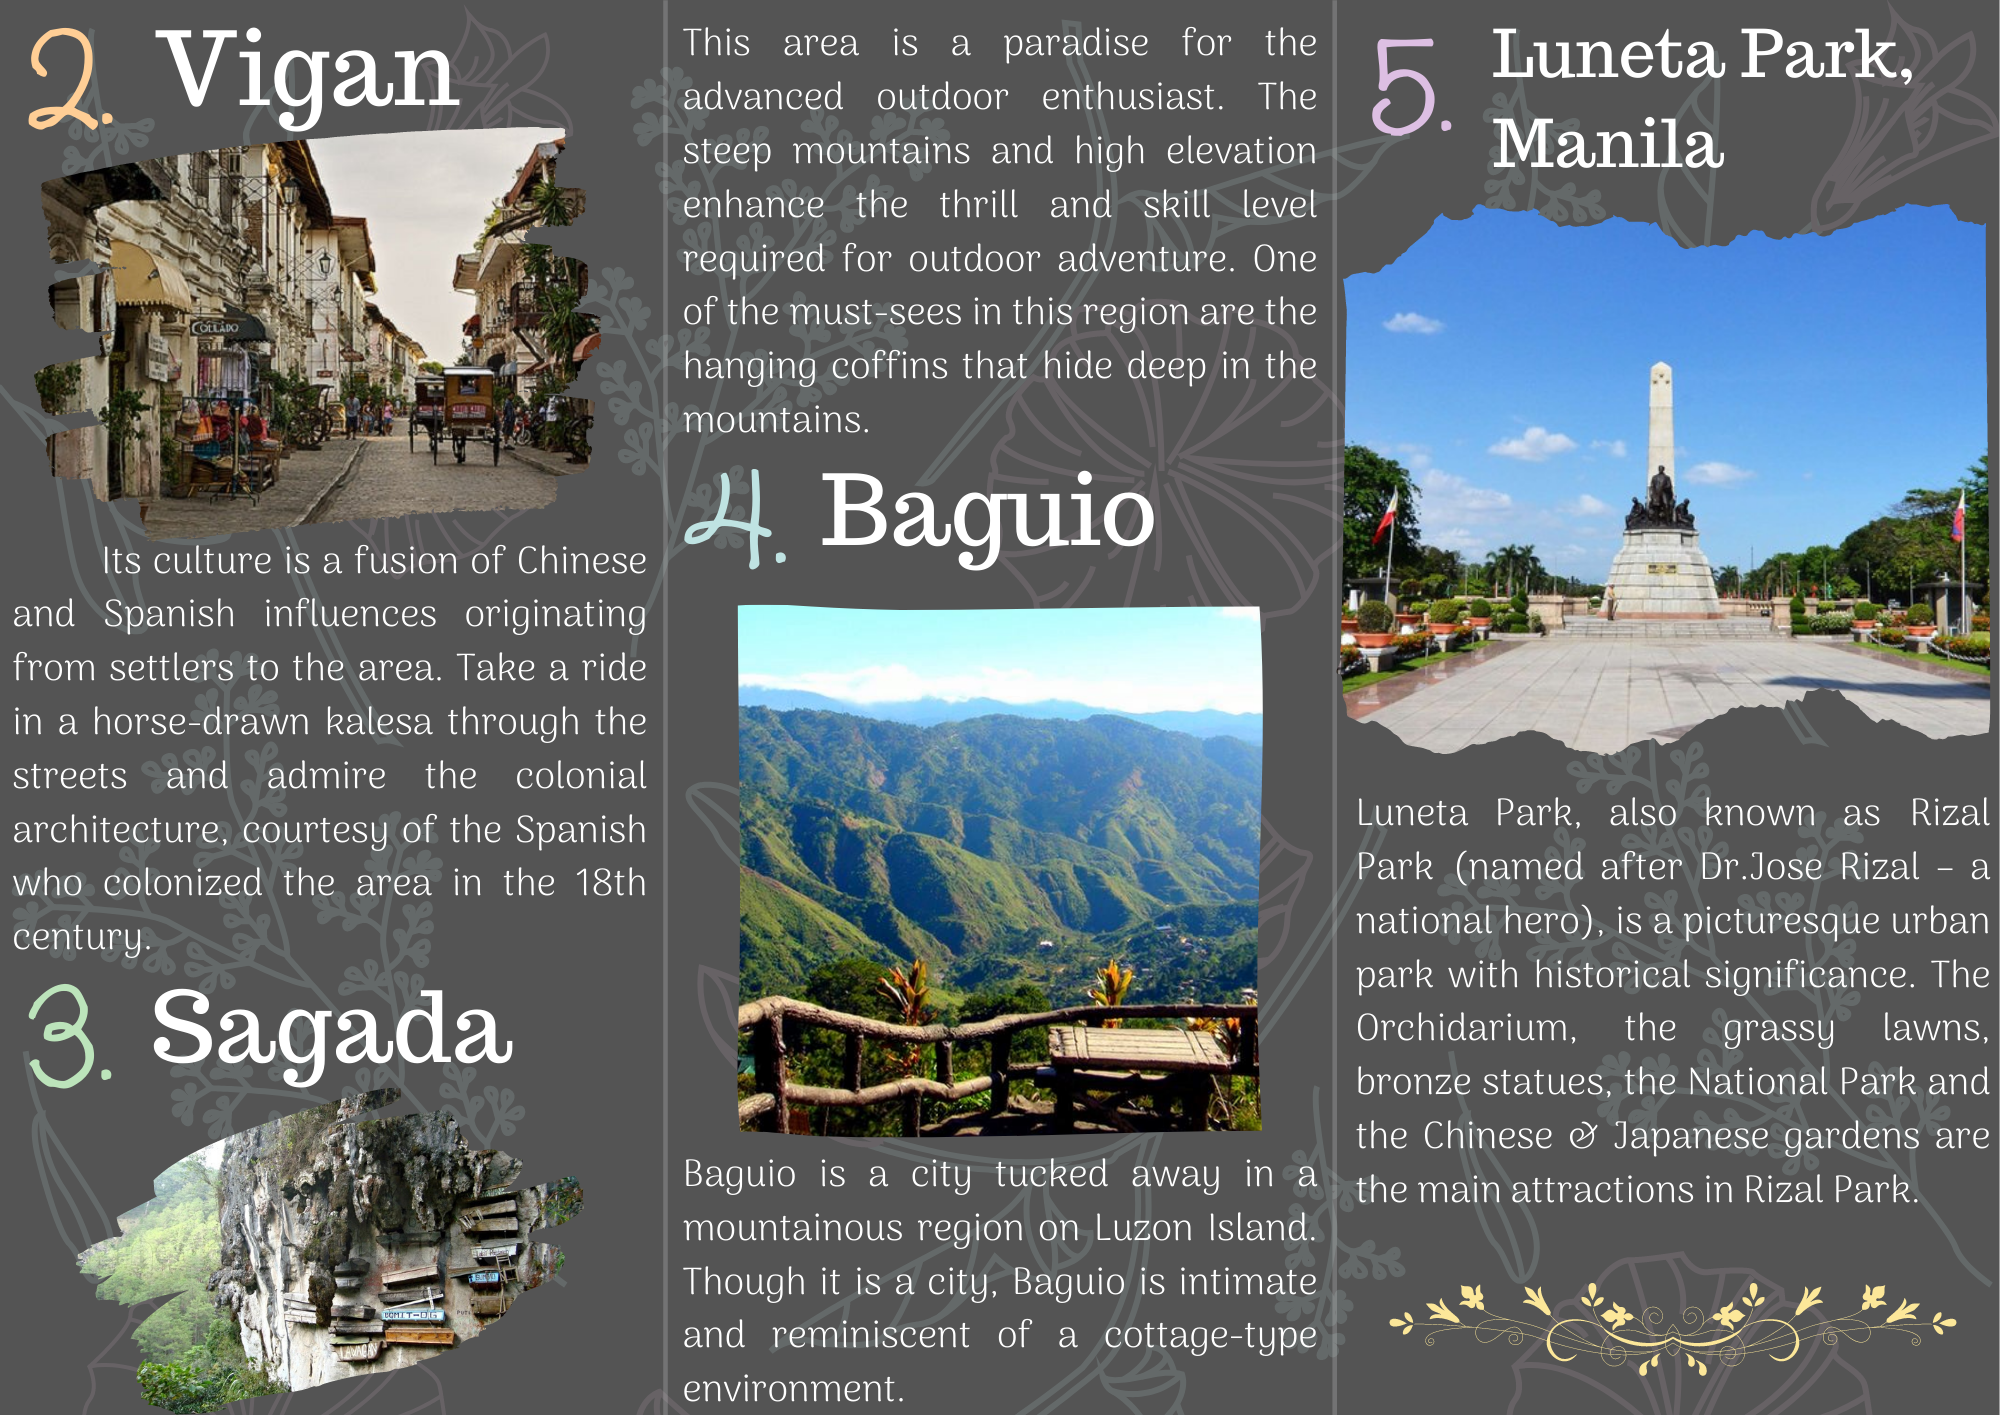 2. Vigan
COLLADO
Its culture is a fusion of Chinese
and Spanish influences originating
from settlers to the area. Take a ride
in a horse-drawn kalesa through the
streets and admire the colonial
architecture, courtesy of the Spanish
who colonized the area in the 18th
century.
3. Sagada
BOMIT-OG
This area is a paradise for the
advanced outdoor enthusiast. The
steep mountains and high elevation
enhance the thrill and skill level
required for outdoor adventure. One
of the must-sees in this region are the
hanging coffins that hide deep in the
mountains.
4. Baguio
Baguio is a city tucked away in a
mountainous region on Luzon Island.
Though it is a city, Baguio is intimate
and reminiscent of a cottage-type
environment.
5. Luneta Park,
Manila
Luneta Park, also known as Rizal
Park (named after Dr.Jose Rizal – a
national hero), is a picturesque urban
park with historical significance. The
Orchidarium, the grassy lawns,
bronze statues, the National Park and
the Chinese & Japanese gardens are
the main attractions in Rizal Park.